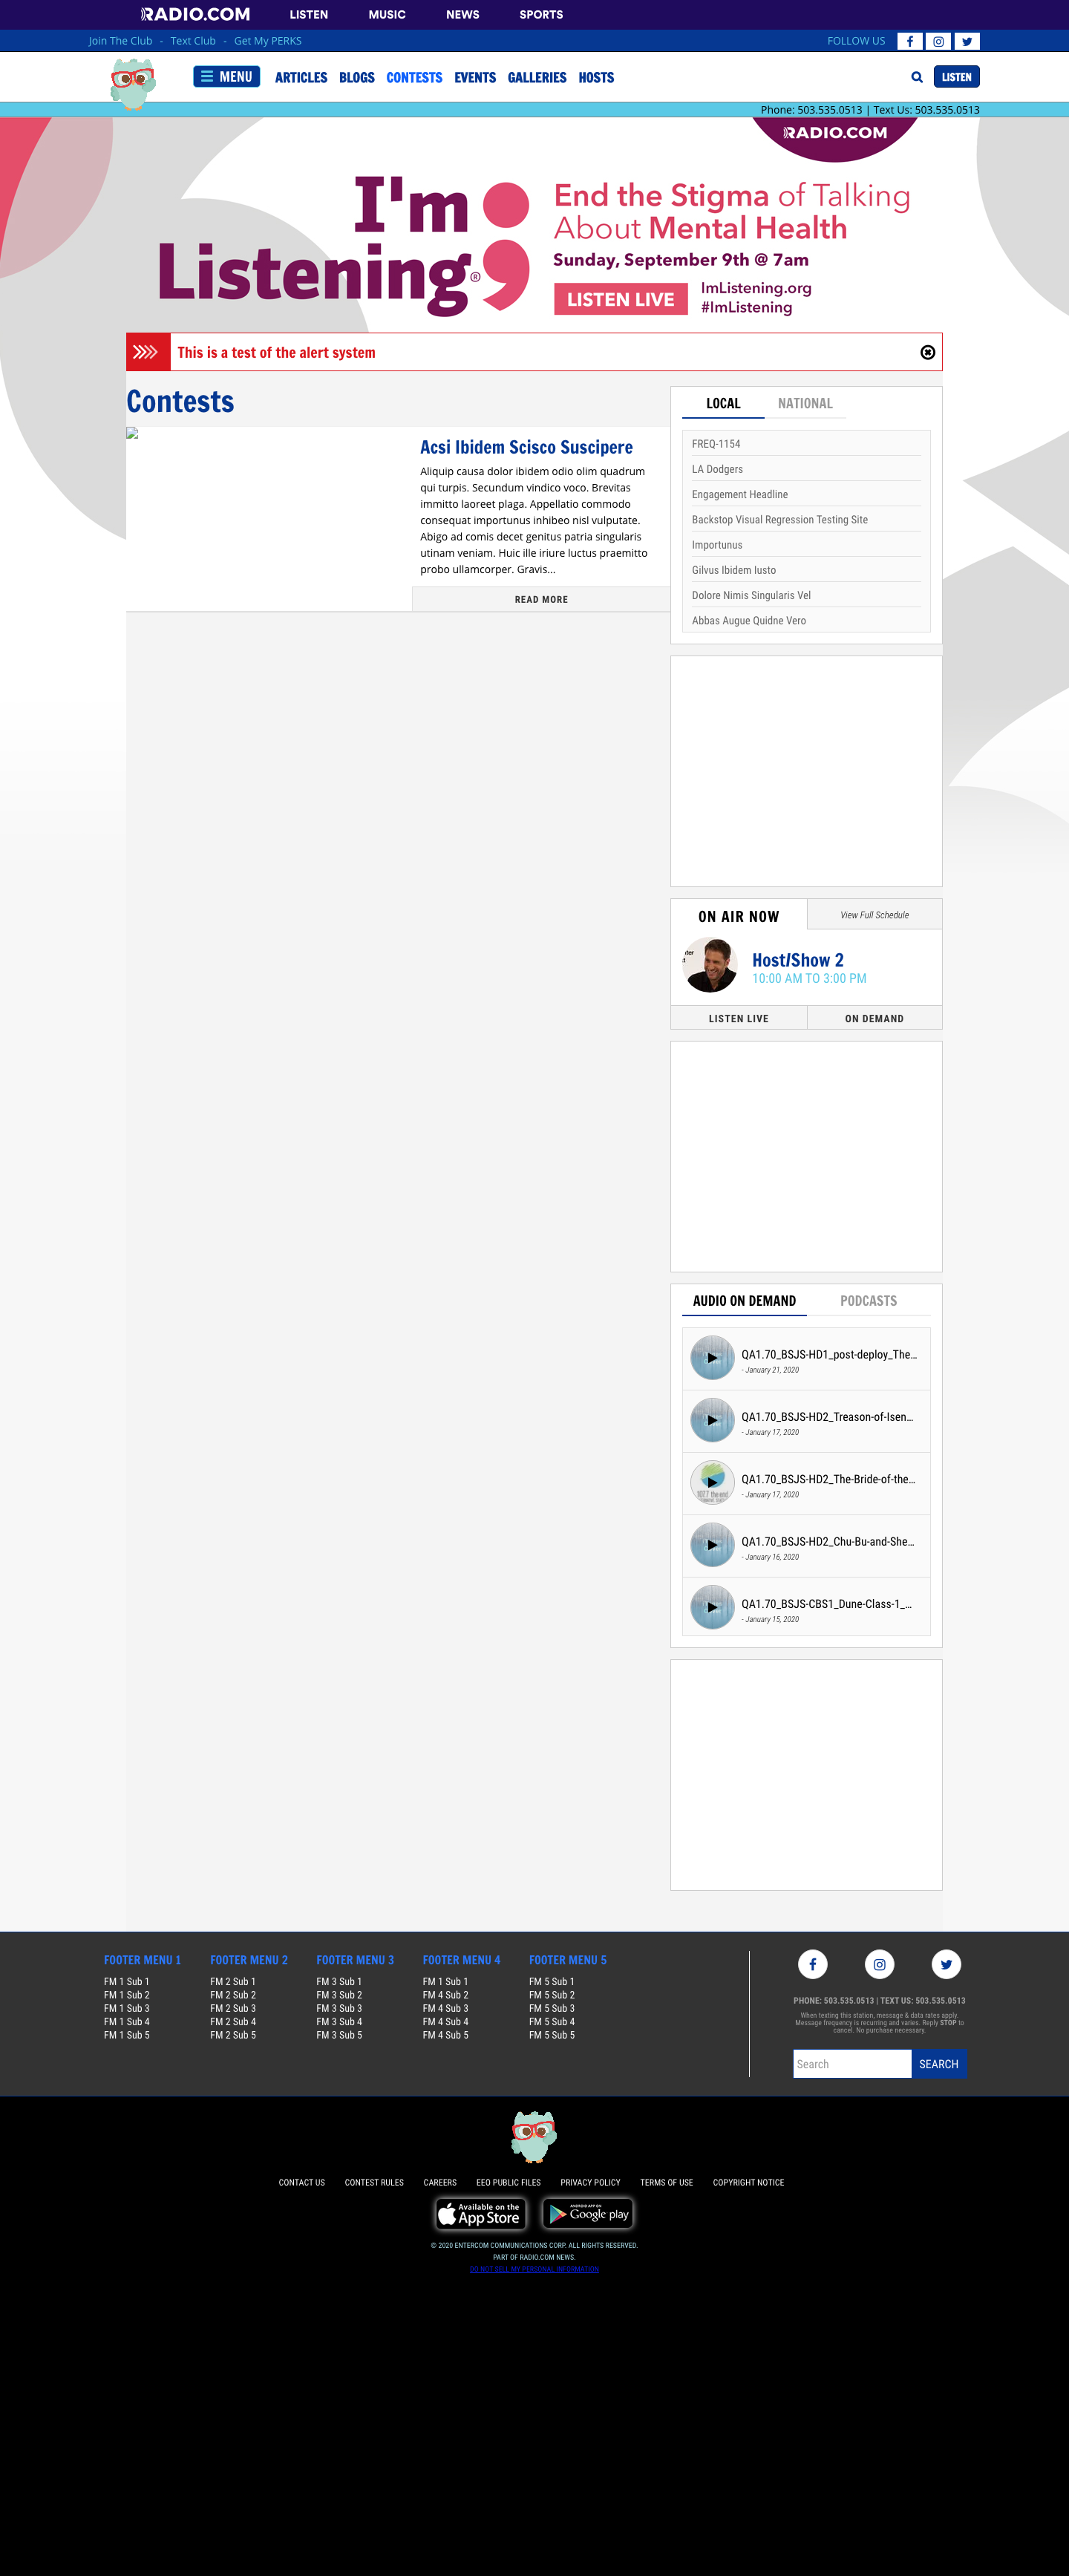 RADIO.COM LISTEN MUSIC NEWS SPORTS
Join The Club - Text Club - Get My PERKS FOLLOW US
MENU ARTICLES BLOGS CONTESTS EVENTS GALLERIES HOSTS LISTEN
Phone: 503.535.0513 | Text Us: 503.535.0513
RADIO.COM
I'm
Listening®
End the Stigma of Talking
About Mental Health
Sunday, September 9th @ 7am
LISTEN LIVE
ImListening.org
#ImListening
This is a test of the alert system
Contests
Acsi Ibidem Scisco Suscipere
Aliquip causa dolor ibidem odio olim quadrum
qui turpis. Secundum vindico voco. Brevitas
immitto laoreet plaga. Appellatio commodo
consequat importunus inhibeo nisl vulputate.
Abigo ad comis decet genitus patria singularis
utinam veniam. Huic ille iriure luctus praemitto
probo ullamcorper. Gravis...
READ MORE
LOCAL NATIONAL
FREQ-1154
LA Dodgers
Engagement Headline
Backstop Visual Regression Testing Site
Importunus
Gilvus Ibidem Iusto
Dolore Nimis Singularis Vel
Abbas Augue Quidne Vero
ON AIR NOW View Full Schedule
Host/Show 2
10:00 AM TO 3:00 PM
LISTEN LIVE ON DEMAND
AUDIO ON DEMAND PODCASTS
QA1.70_BSJS-HD1_post-deploy_The...
- January 21, 2020
QA1.70_BSJS-HD2_Treason-of-Isen...
- January 17, 2020
QA1.70_BSJS-HD2_The-Bride-of-the...
- January 17, 2020
QA1.70_BSJS-HD2_Chu-Bu-and-She...
- January 16, 2020
QA1.70_BSJS-CBS1_Dune-Class-1_...
- January 15, 2020
FOOTER MENU 1 FOOTER MENU 2 FOOTER MENU 3 FOOTER MENU 4 FOOTER MENU 5
FM 1 Sub 1 FM 2 Sub 1 FM 3 Sub 1 FM 1 Sub 1 FM 5 Sub 1
FM 1 Sub 2 FM 2 Sub 2 FM 3 Sub 2 FM 4 Sub 2 FM 5 Sub 2
FM 1 Sub 3 FM 2 Sub 3 FM 3 Sub 3 FM 4 Sub 3 FM 5 Sub 3
FM 1 Sub 4 FM 2 Sub 4 FM 3 Sub 4 FM 4 Sub 4 FM 5 Sub 4
FM 1 Sub 5 FM 2 Sub 5 FM 3 Sub 5 FM 4 Sub 5 FM 5 Sub 5
PHONE: 503.535.0513 | TEXT US: 503.535.0513
When texting this station, message & data rates apply.
Message frequency is recurring and varies. Reply STOP to
cancel. No purchase necessary.
Search SEARCH
CONTACT US CONTEST RULES CAREERS EEO PUBLIC FILES PRIVACY POLICY TERMS OF USE COPYRIGHT NOTICE
Available on the
App Store
ANDROID APP ON
Google play
© 2020 ENTERCOM COMMUNICATIONS CORP. ALL RIGHTS RESERVED.
PART OF RADIO.COM NEWS.
DO NOT SELL MY PERSONAL INFORMATION